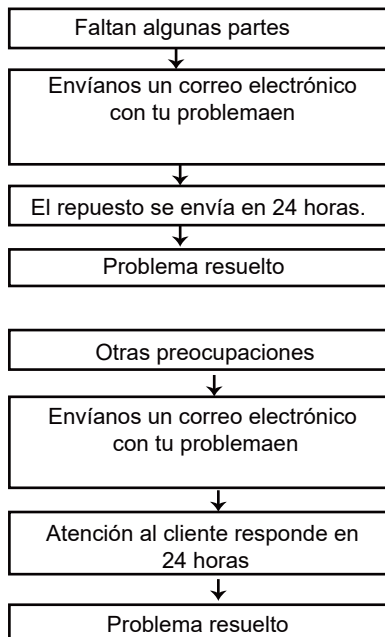 Faltan algunas partes
Envíanos un correo electrónico
con tu problemaen
El repuesto se envía en 24 horas.
Problema resuelto
Otras preocupaciones
Envíanos un correo electrónico
con tu problemaen
Atención al cliente responde en
24 horas
Problema resuelto